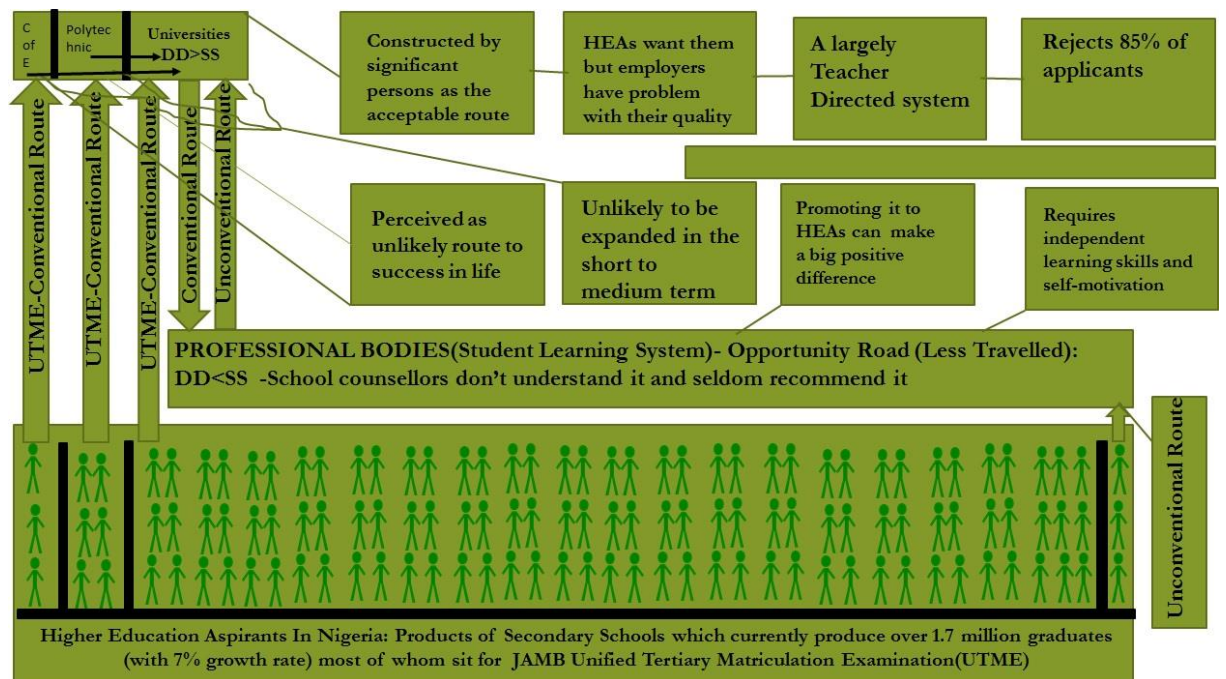 C
of
E
Polytec
hnic
Universities
DD>SS
Constructed by
significant
persons as the
acceptable route
HEAs want them
but employers
have problem
with their quality
A largely
Teacher
Directed system
Rejects 85% of
applicants
UTME-Conventional Route
UTME-Conventional Route
UTME-Conventional Route
Conventional Route
Unconventional Route
Perceived as
unlikely route to
success in life
Unlikely to be
expanded in the
short to
medium term
Promoting it to
HEAs can make
a big positive
difference
Requires
independent
learning skills and
self-motivation
PROFESSIONAL BODIES(Student Learning System)- Opportunity Road (Less Travelled):
DD<SS -School counsellors don’t understand it and seldom recommend it
Unconventional Route
Higher Education Aspirants In Nigeria: Products of Secondary Schools which currently produce over 1.7 million graduates
(with 7% growth rate) most of whom sit for JAMB Unified Tertiary Matriculation Examination(UTME)